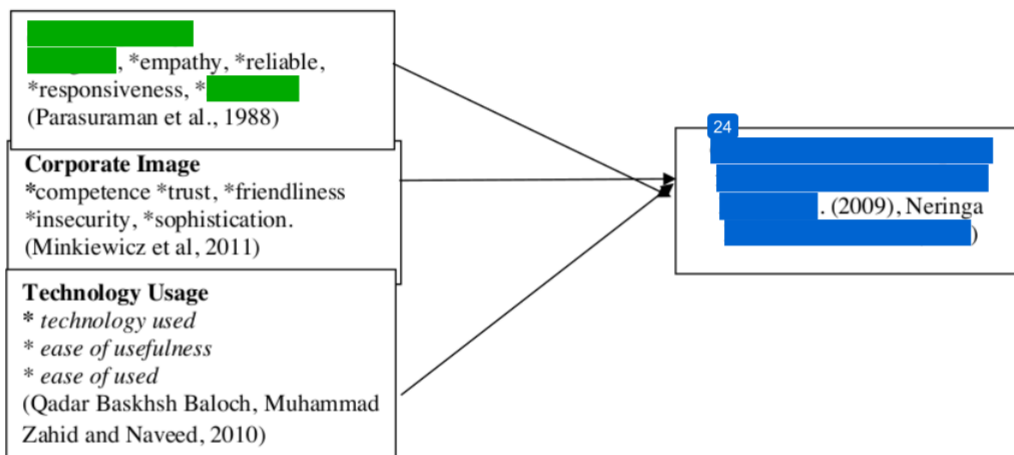 , *empathy, *reliable,
*responsiveness, *
(Parasuraman et al., 1988)
Corporate Image
*competence *trust, *friendliness
*insecurity, *sophistication.
(Minkiewicz et al, 2011)
Technology Usage
* technology used
* ease of usefulness
* ease of used
(Qadar Baskhsh Baloch, Muhammad
Zahid and Naveed, 2010)
24
. (2009), Neringa
)